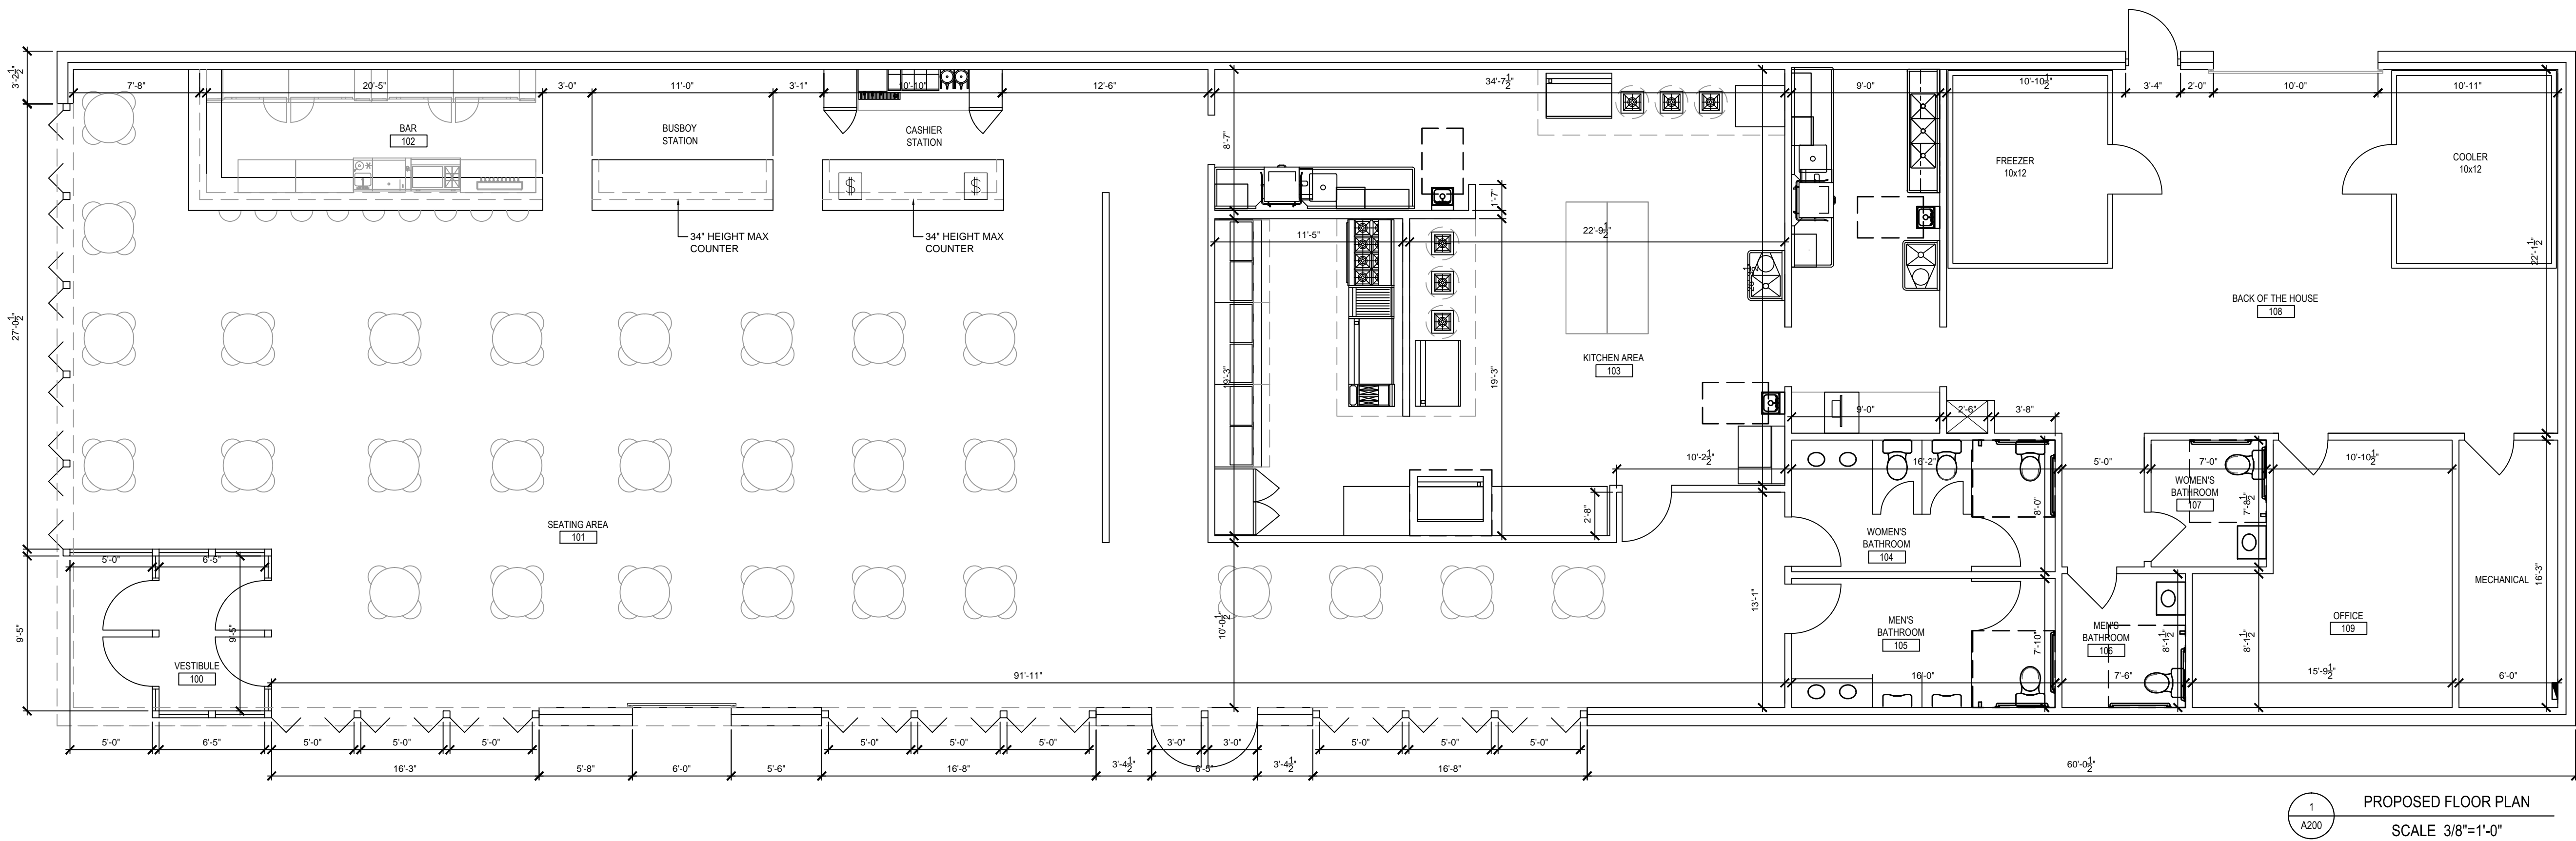 3'-2½"
7'-8"
20'-5"
3'-0"
11'-0"
3'-1"
10'-10"
12'-6"
34'-7½"
9'-0"
10'-10½"
3'-4"
2'-0"
10'-0"
10'-11"
BAR
102
BUSBOY
STATION
CASHIER
STATION
8'-7"
FREEZER
10x12
COOLER
10x12
$
$
1'-7"
34" HEIGHT MAX
COUNTER
34" HEIGHT MAX
COUNTER
11'-5"
22'-9½"
22'-1½"
27'-0½"
BACK OF THE HOUSE
108
KITCHEN AREA
103
19'-3"
19'-3"
9'-0"
2'-6"
3'-8"
10'-2½"
16'-2"
5'-0"
7'-0"
10'-10½"
WOMEN'S
BATHROOM
107
7'-8½"
8'-0"
2'-8"
SEATING AREA
101
WOMEN'S
BATHROOM
104
5'-0"
6'-5"
MECHANICAL
16'-3"
9'-5"
9'-5"
10'-0½"
13'-1"
MEN'S
BATHROOM
105
7'-10"
MEN'S
BATHROOM
106
8'-1½"
8'-1½"
OFFICE
109
VESTIBULE
100
91'-11"
16'-0"
7'-6"
15'-9½"
6'-0"
5'-0"
6'-5"
5'-0"
5'-0"
5'-0"
5'-0"
5'-0"
5'-0"
3'-0"
3'-0"
5'-0"
5'-0"
5'-0"
16'-3"
5'-8"
6'-0"
5'-6"
16'-8"
3'-4½"
6'-5"
3'-4½"
16'-8"
60'-0½"
1
A200
PROPOSED FLOOR PLAN
SCALE 3/8"=1'-0"